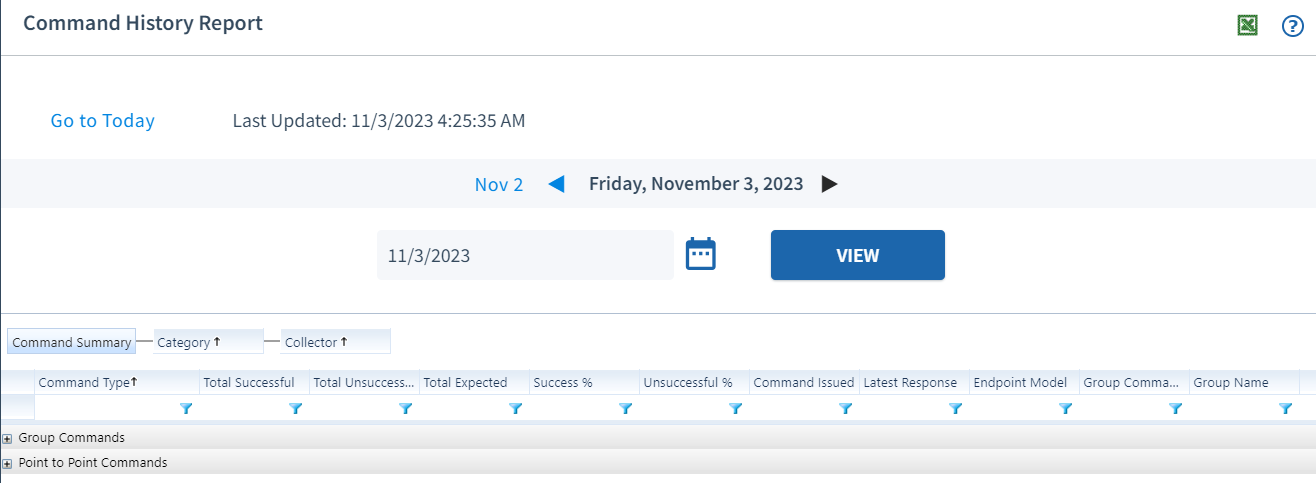 Command History Report
Go to Today Last Updated: 11/3/2023 4:25:35 AM
Nov 2 Friday, November 3, 2023
11/3/2023 VIEW
Command Summary Category Collector
Command Type Total Successful Total Unsuccess... Total Expected Success % Unsuccessful % Command Issued Latest Response Endpoint Model Group Comma... Group Name
Group Commands
Point to Point Commands